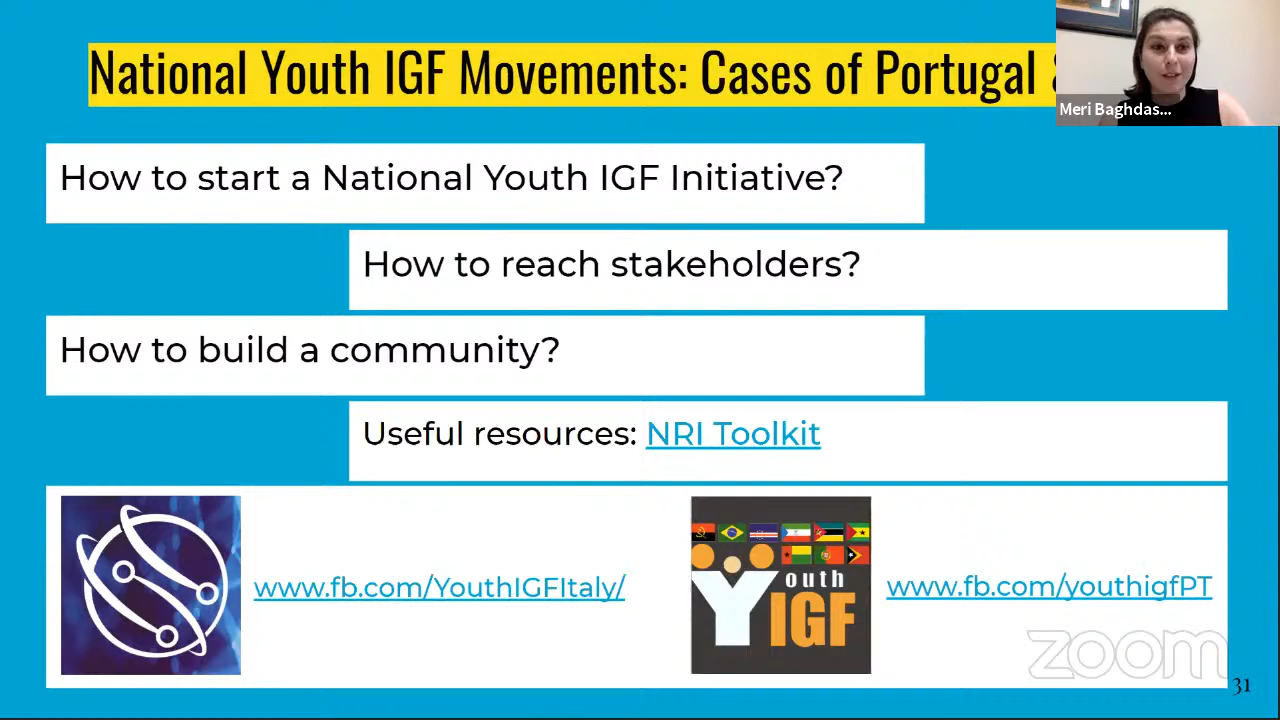 National Youth IGF Movements: Cases of Portugal
Meri Baghdas...
How to start a National Youth IGF Initiative?
How to reach stakeholders?
How to build a community?
Useful resources: NRI Toolkit
www.fb.com/YouthIGFItaly/
Youth
IGF
www.fb.com/youthigfPT
zoom
31